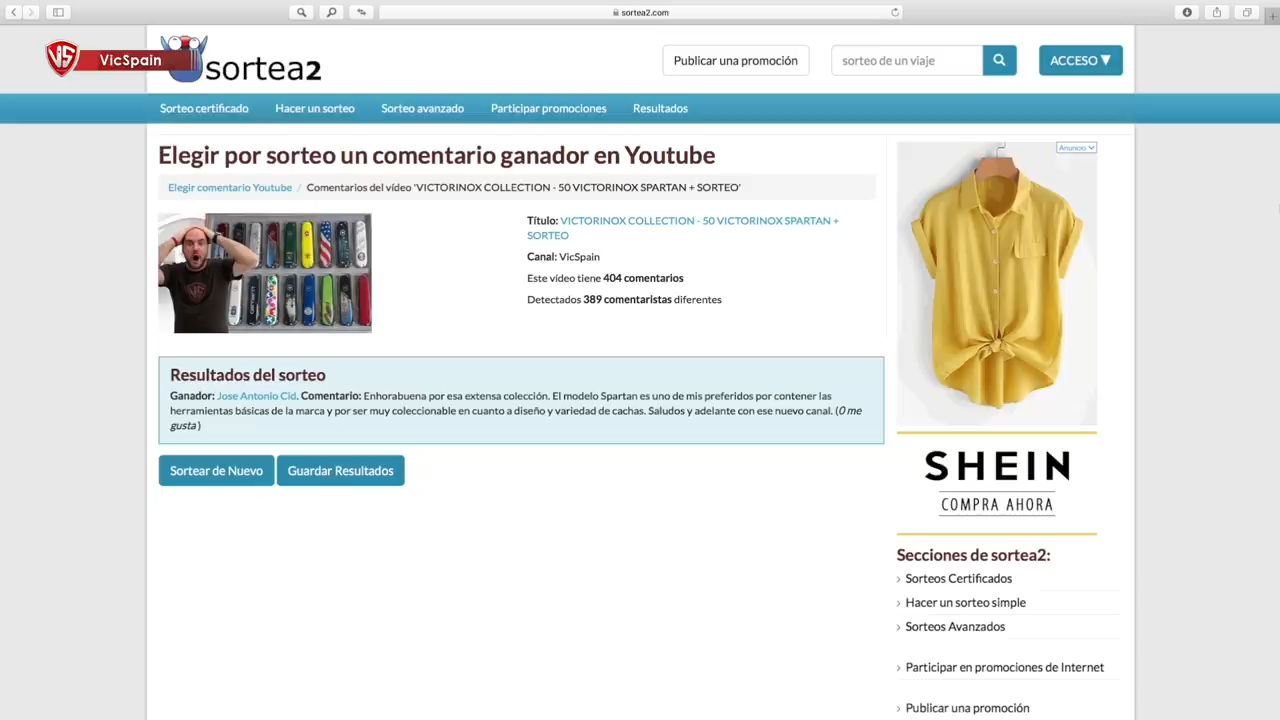 sortea2.com
VS
VicSpain
sortea2
Publicar una promoción
sorteo de un viaje
ACCESO▼
Sorteo certificado
Hacer un sorteo
Sorteo avanzado
Participar promociones
Resultados
Elegir por sorteo un comentario ganador en Youtube
Elegir comentario Youtube / Comentarios del vídeo 'VICTORINOX COLLECTION - 50 VICTORINOX SPARTAN + SORTEO'
Título: VICTORINOX COLLECTION - 50 VICTORINOX SPARTAN +
SORTEO
Canal: VicSpain
Este vídeo tiene 404 comentarios
Detectados 389 comentaristas diferentes
Resultados del sorteo
Ganador: Jose Antonio Cid. Comentario: Enhorabuena por esa extensa colección. El modelo Spartan es uno de mis preferidos por contener las
herramientas básicas de la marca y por ser muy coleccionable en cuanto a diseño y variedad de cachas. Saludos y adelante con ese nuevo canal. (0 me
gusta )
Sortear de Nuevo
Guardar Resultados
Anuncio
SHEIN
COMPRA AHORA
Secciones de sortea2:
› Sorteos Certificados
› Hacer un sorteo simple
› Sorteos Avanzados
› Participar en promociones de Internet
› Publicar una promoción